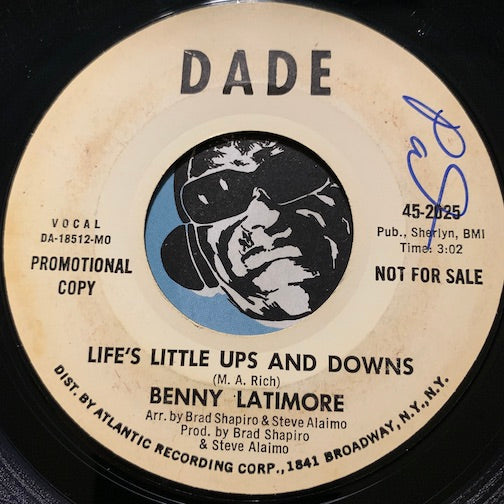 DADE
45-2025
Pub., Sherlyn, BMI
Time: 3:02
VOCAL
DA-18512-MO
PROMOTIONAL
COPY
NOT FOR SALE
LIFE'S LITTLE UPS AND DOWNS
(M. A. Rich)
BENNY LATIMORE
Arr. by Brad Shapiro & Steve Alaimo
Prod. by Brad Shapiro
& Steve Alaimo
DIST. BY ATLANTIC RECORDING CORP., 1841 BROADWAY, N.Y., N.Y.